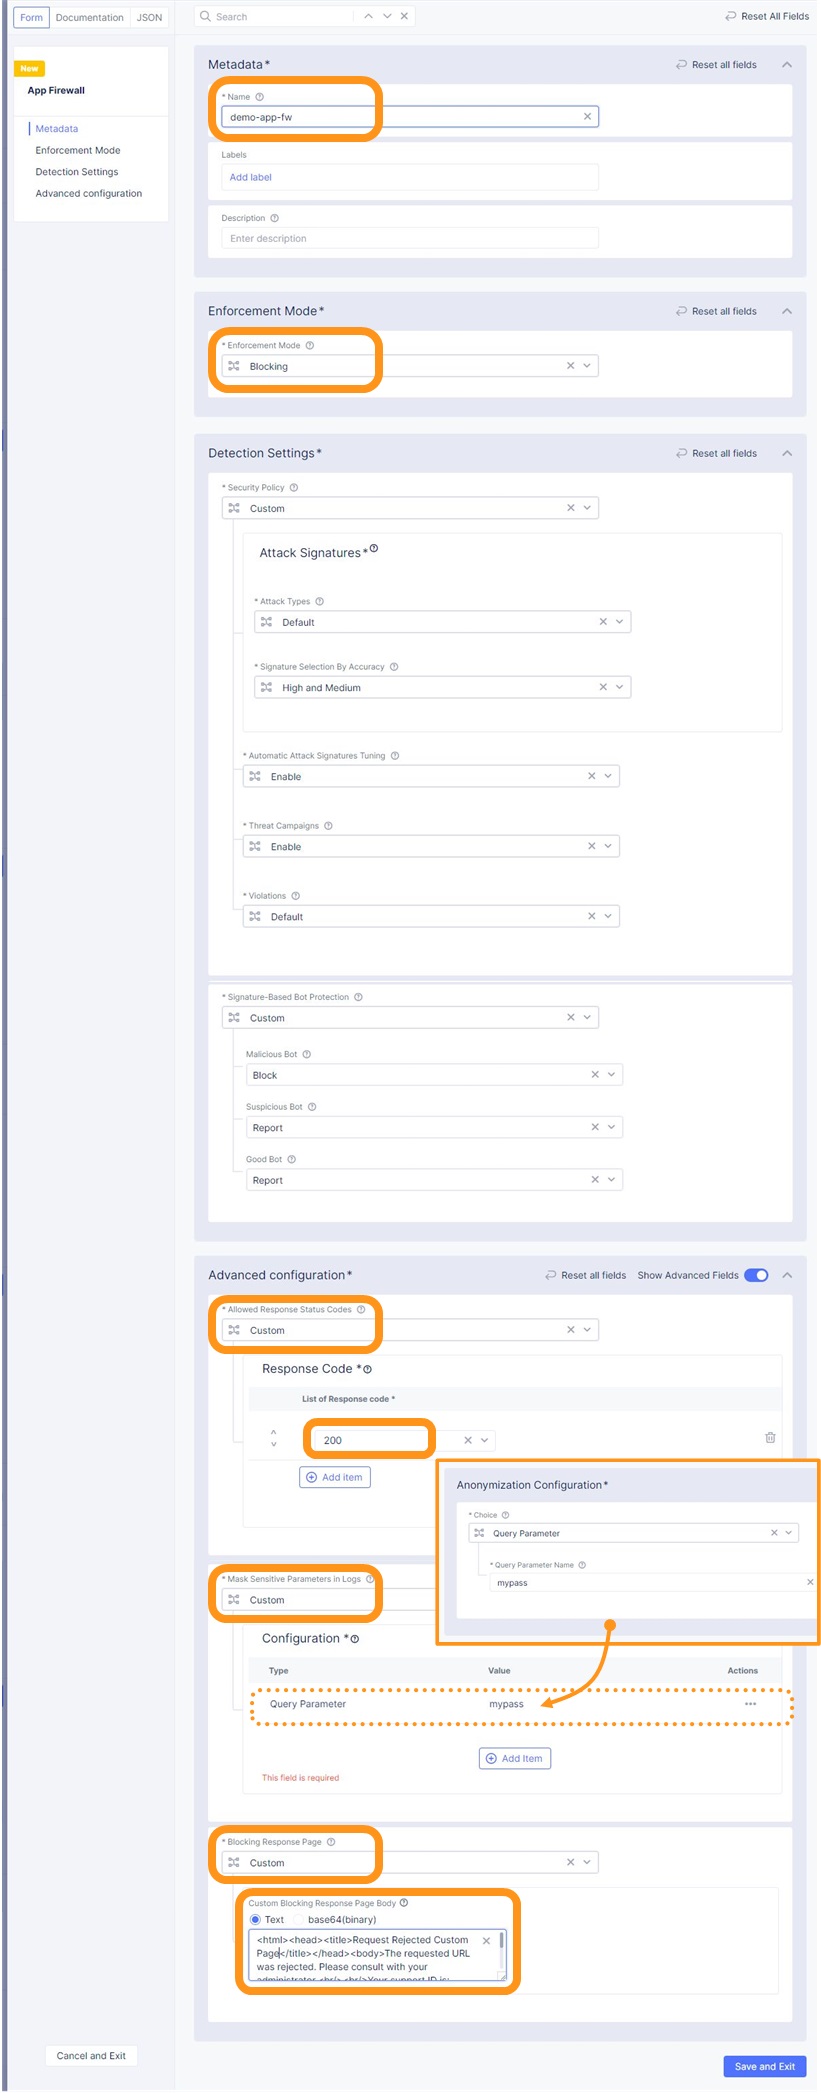 Form Documentation JSON
Search
Reset All Fields
New
App Firewall
Metadata
Enforcement Mode
Detection Settings
Advanced configuration
Metadata*
Reset all fields
* Name
demo-app-fw
Labels
Add label
Description
Enter description
Enforcement Mode*
Reset all fields
* Enforcement Mode
Blocking
Detection Settings*
Reset all fields
* Security Policy
Custom
Attack Signatures*
* Attack Types
Default
* Signature Selection By Accuracy
High and Medium
* Automatic Attack Signatures Tuning
Enable
* Threat Campaigns
Enable
* Violations
Default
* Signature-Based Bot Protection
Custom
Malicious Bot
Block
Suspicious Bot
Report
Good Bot
Report
Advanced configuration*
Reset all fields
Show Advanced Fields
* Allowed Response Status Codes
Custom
Response Code *
List of Response code *
200
Add item
Anonymization Configuration*
* Choice
Query Parameter
* Query Parameter Name
mypass
* Mask Sensitive Parameters in Logs
Custom
Configuration *
Type Value Actions
Query Parameter mypass
Add Item
This field is required
* Blocking Response Page
Custom
Custom Blocking Response Page Body
Text base64(binary)
<html><head><title>Request Rejected Custom
Page</title></head><body>The requested URL
was rejected. Please consult with your
administrator.<br/><br/>Your support ID is:
Cancel and Exit
Save and Exit